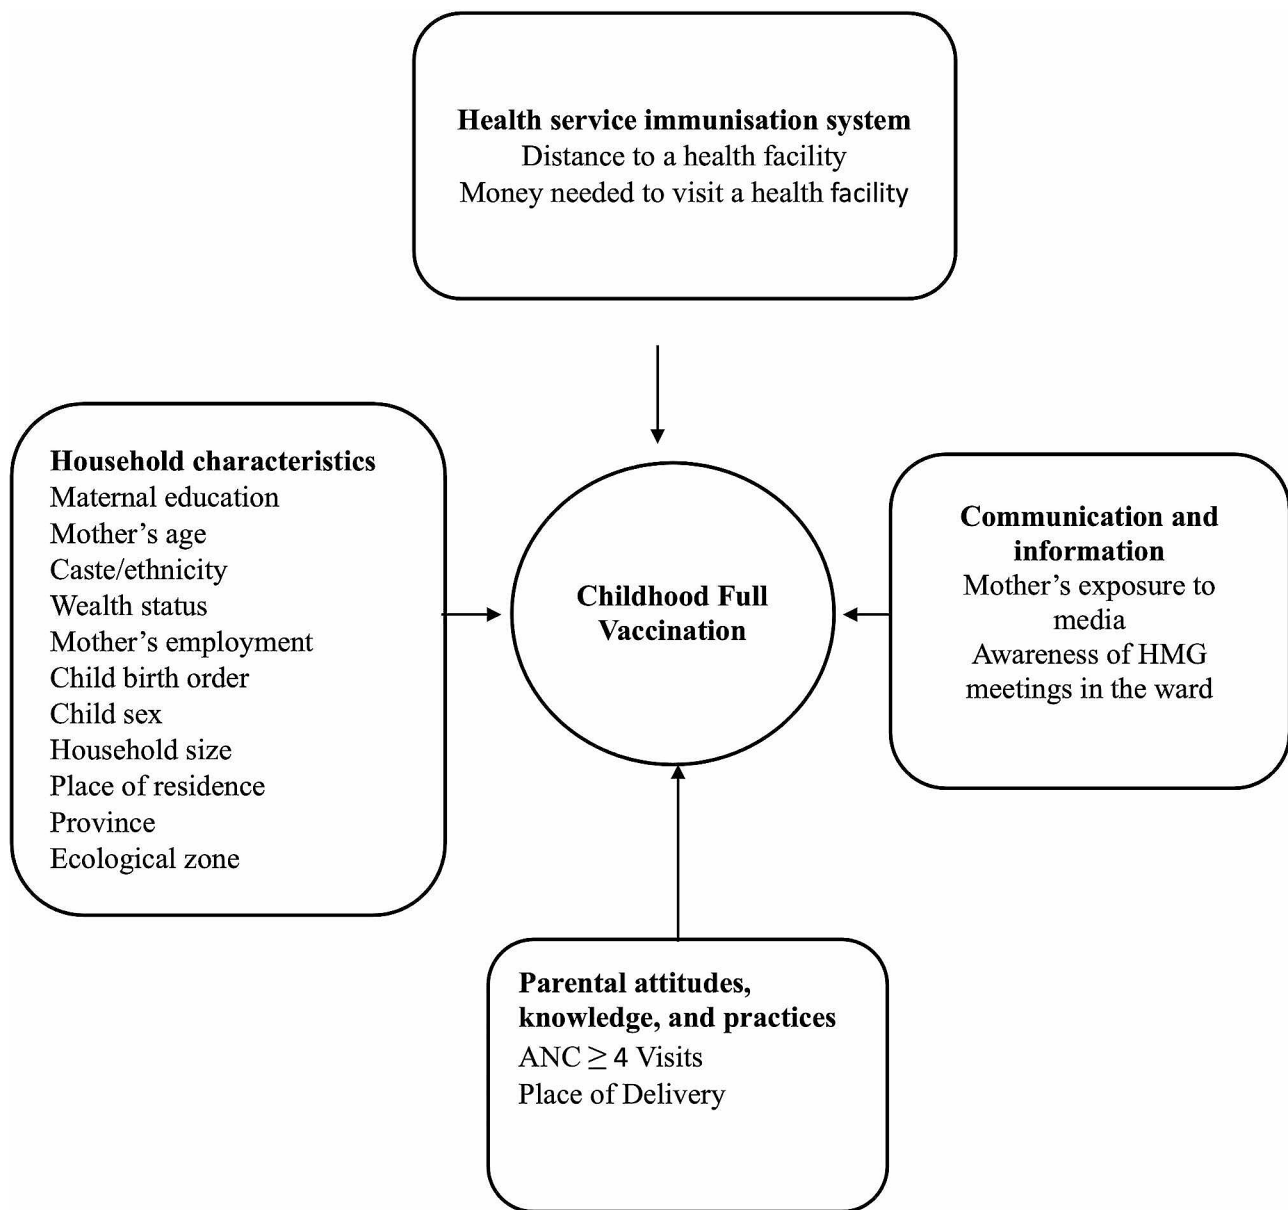 Health service immunisation system
Distance to a health facility
Money needed to visit a health facility
Household characteristics
Maternal education
Mother’s age
Caste/ethnicity
Wealth status
Mother’s employment
Child birth order
Child sex
Household size
Place of residence
Province
Ecological zone
Childhood Full
Vaccination
Communication and
information
Mother’s exposure to
media
Awareness of HMG
meetings in the ward
Parental attitudes,
knowledge, and practices
ANC ≥ 4 Visits
Place of Delivery